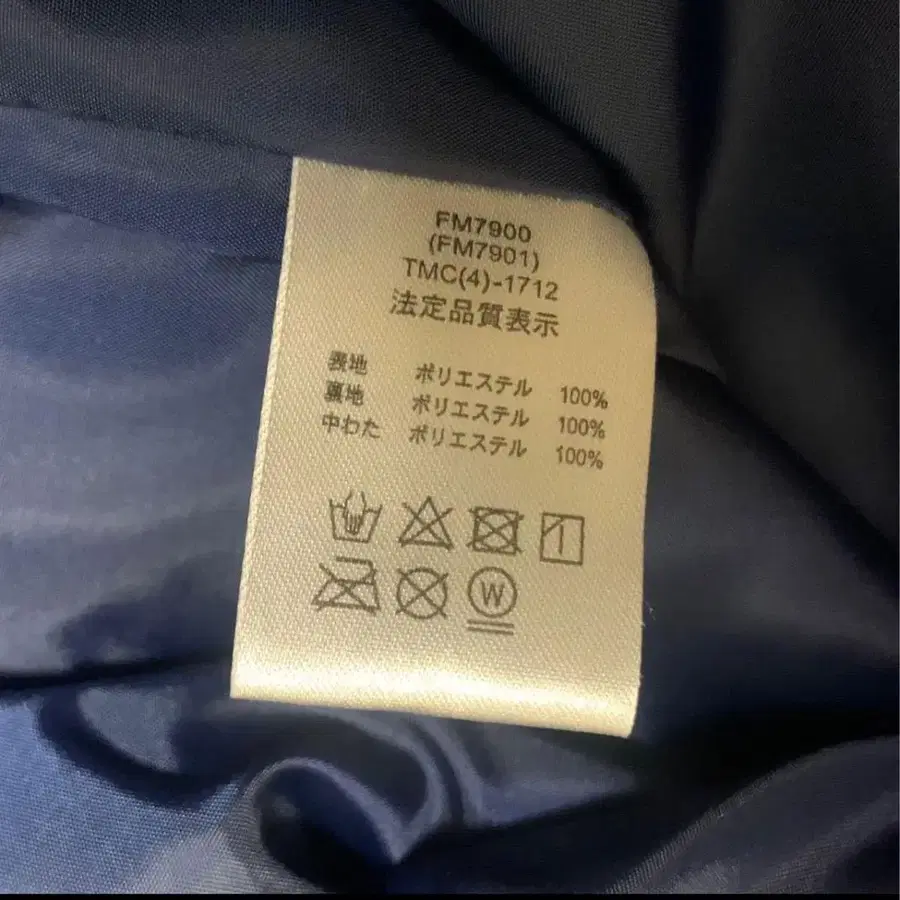 FM7900
(FM7901)
TMC(4)-1712
法定品質表示
表地 ポリエステル 100%
裏地 ポリエステル 100%
中わた ポリエステル 100%
W